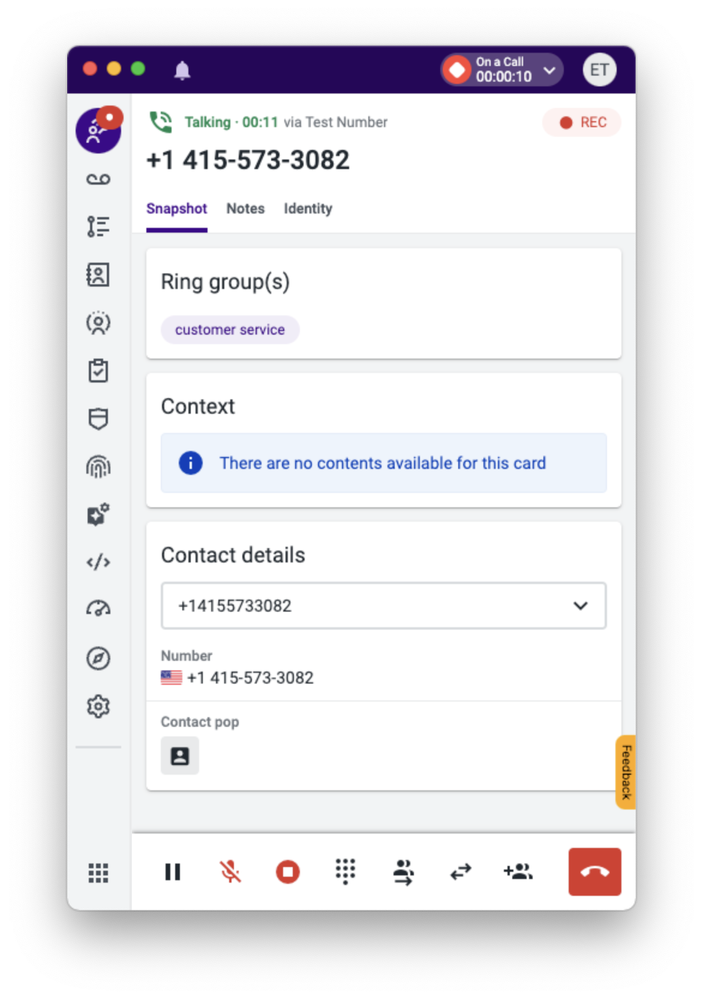 On a Call
00:00:10
ET
Talking · 00:11 via Test Number
REC
+1 415-573-3082
Snapshot Notes Identity
Ring group(s)
customer service
Context
There are no contents available for this card
Contact details
+14155733082
Number
+1 415-573-3082
Contact pop
Feedback